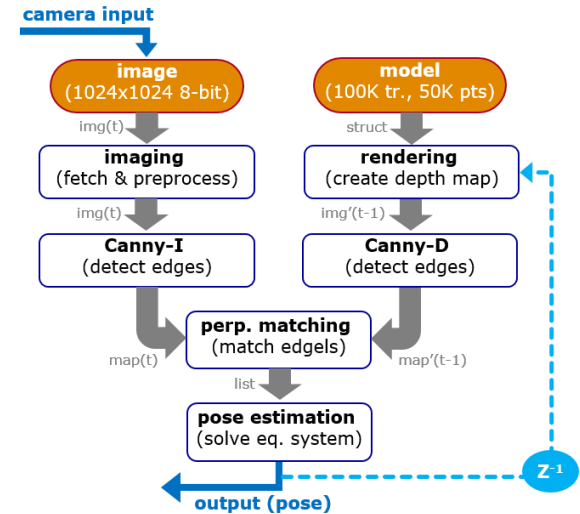 camera input
image
(1024x1024 8-bit)
model
(100K tr., 50K pts)
img(t)
struct
imaging
(fetch & preprocess)
rendering
(create depth map)
img(t)
img’(t-1)
Canny-I
(detect edges)
Canny-D
(detect edges)
perp. matching
(match edgels)
map(t)
map’(t-1)
list
pose estimation
(solve eq. system)
Z⁻¹
output (pose)